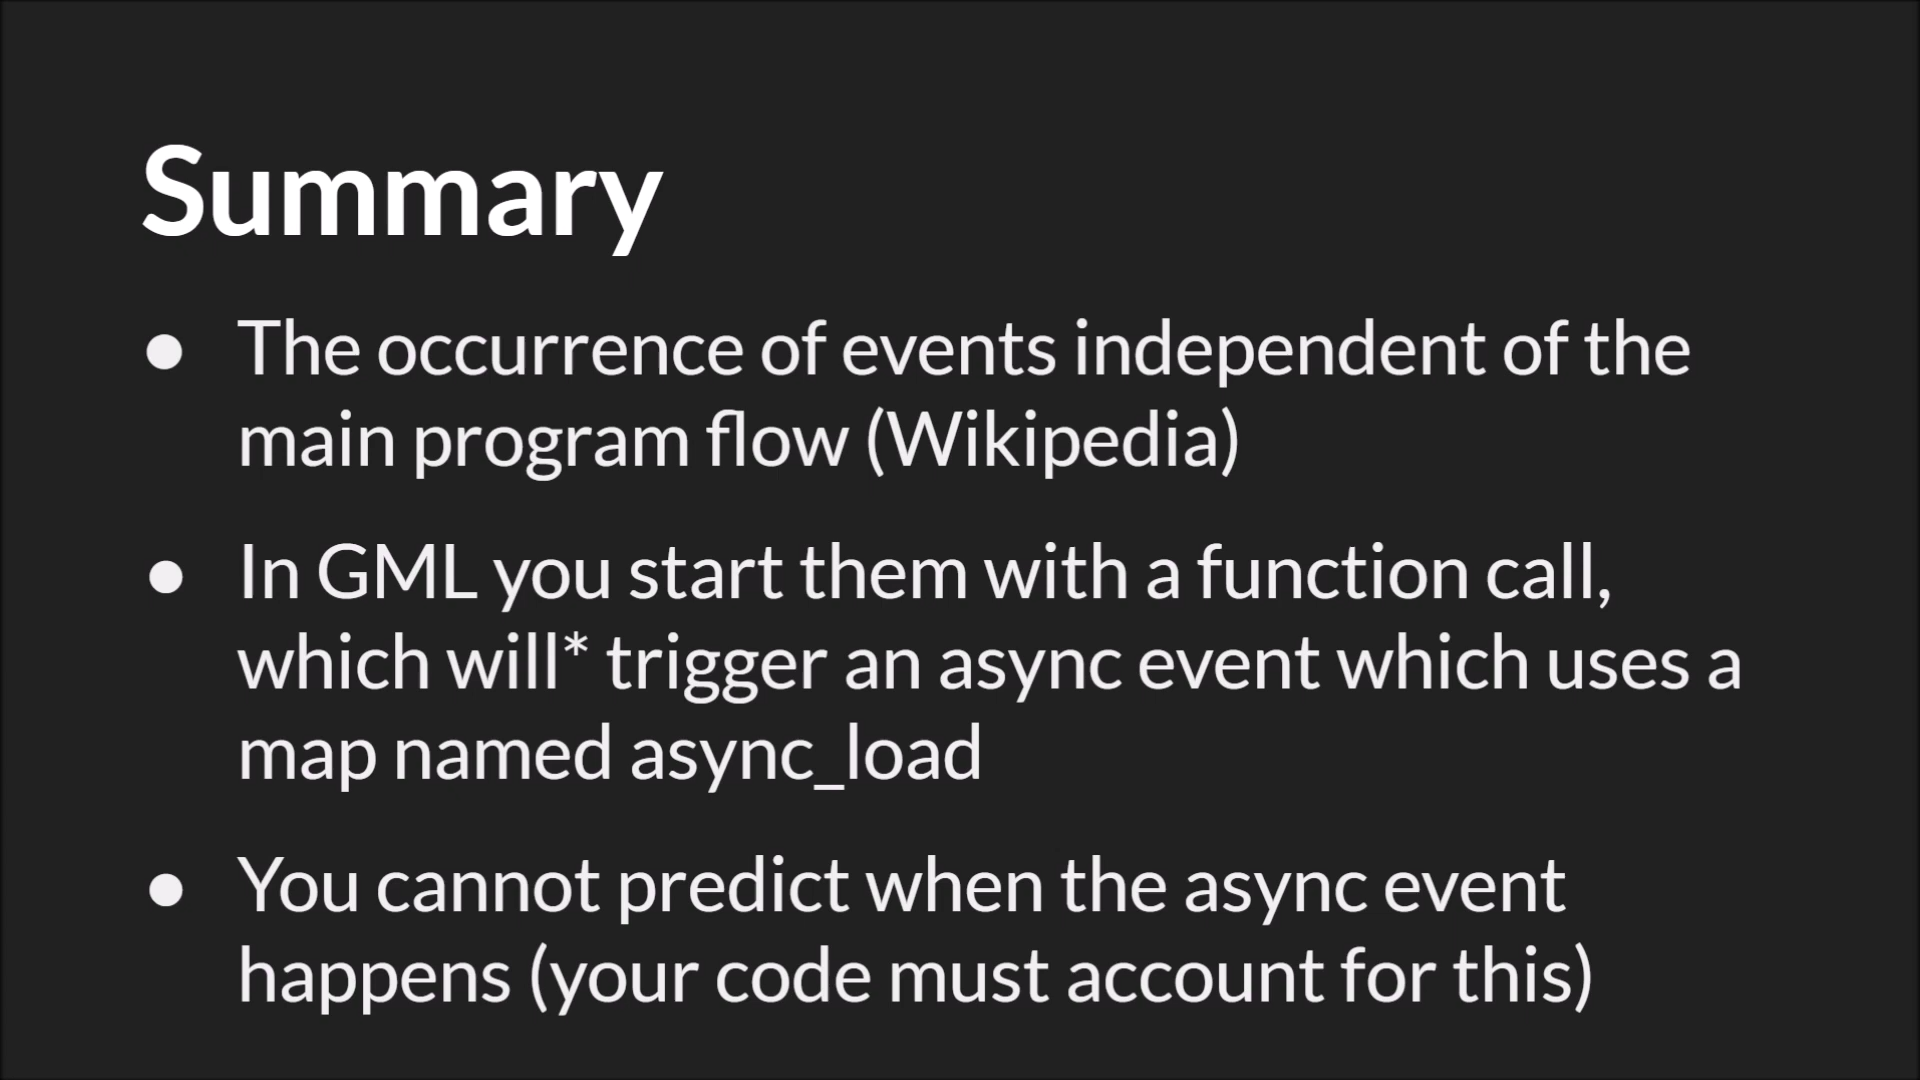 Summary
● The occurrence of events independent of the
main program flow (Wikipedia)
● In GML you start them with a function call,
which will* trigger an async event which uses a
map named async_load
● You cannot predict when the async event
happens (your code must account for this)